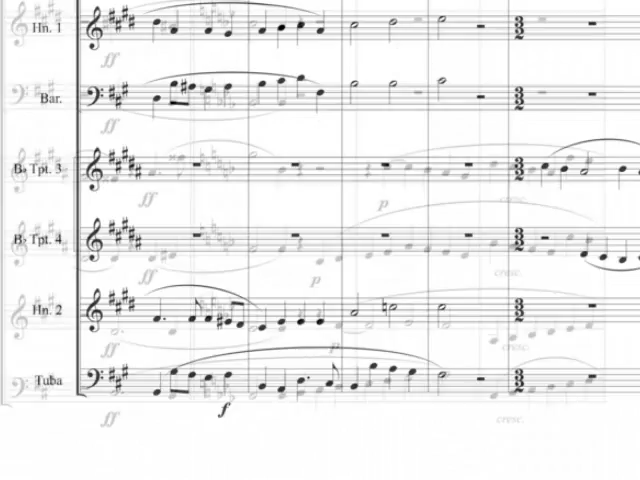 Hn. 1
ff
Bar.
ff
B♭ Tpt. 3
ff
p
cresc.
B♭ Tpt. 4
ff
p
cresc.
Hn. 2
ff
p
cresc.
Tuba
ff
f
cresc.